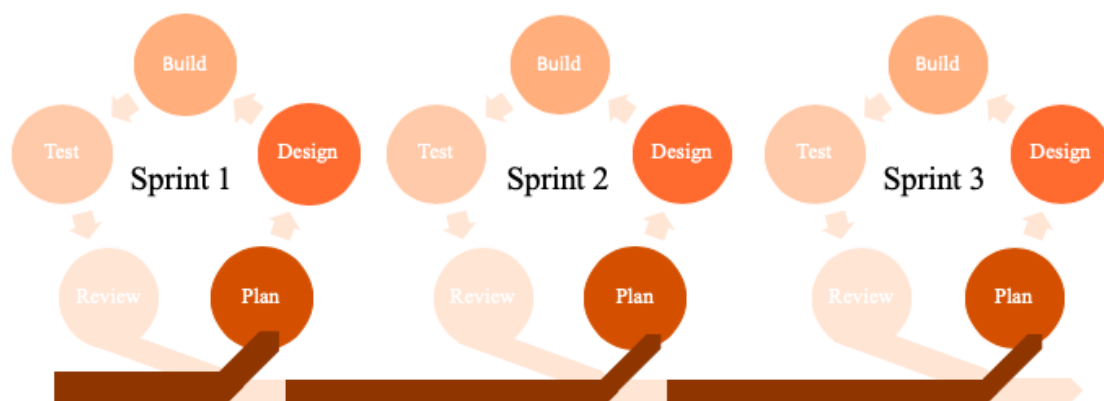 Build
Test
Design
Sprint 1
Review
Plan
Build
Test
Design
Sprint 2
Review
Plan
Build
Test
Design
Sprint 3
Review
Plan